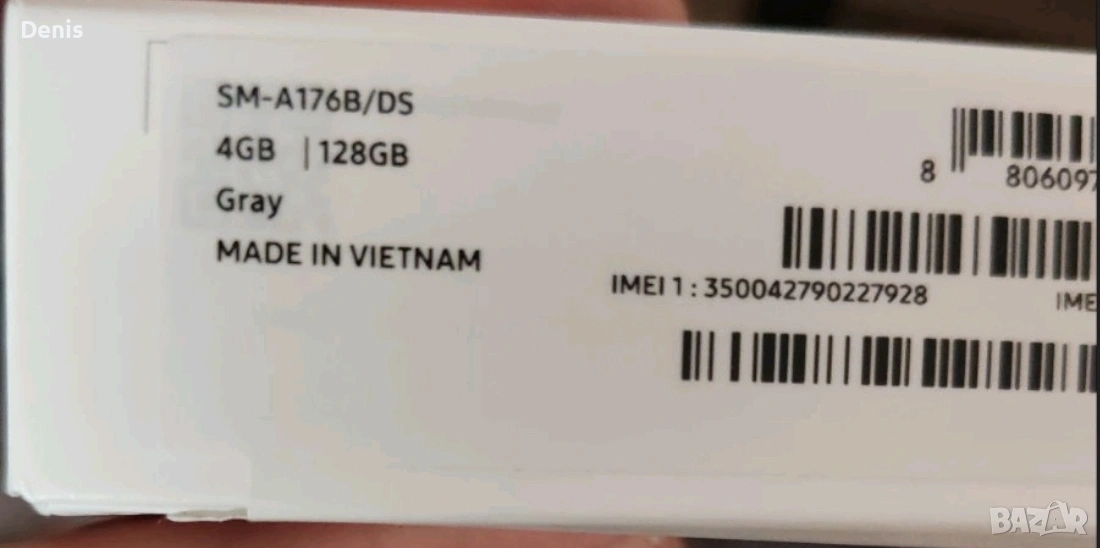 Denis
SM-A176B/DS
4GB | 128GB
Gray
MADE IN VIETNAM
8 806097
IMEI 1 : 350042790227928
IME
BAZAR